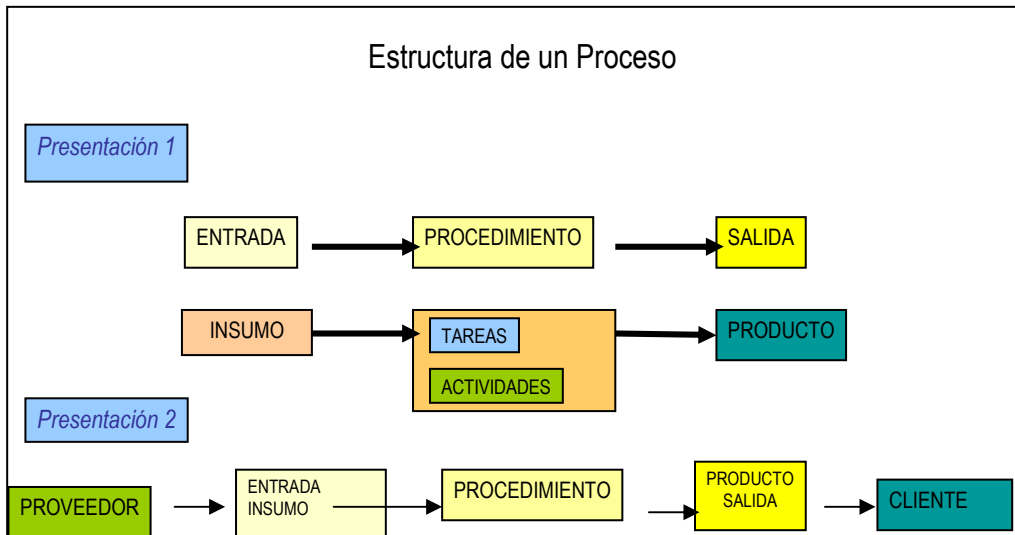 Estructura de un Proceso
Presentación 1
ENTRADA
PROCEDIMIENTO
SALIDA
INSUMO
TAREAS
ACTIVIDADES
PRODUCTO
Presentación 2
PROVEEDOR
ENTRADA
INSUMO
PROCEDIMIENTO
PRODUCTO
SALIDA
CLIENTE